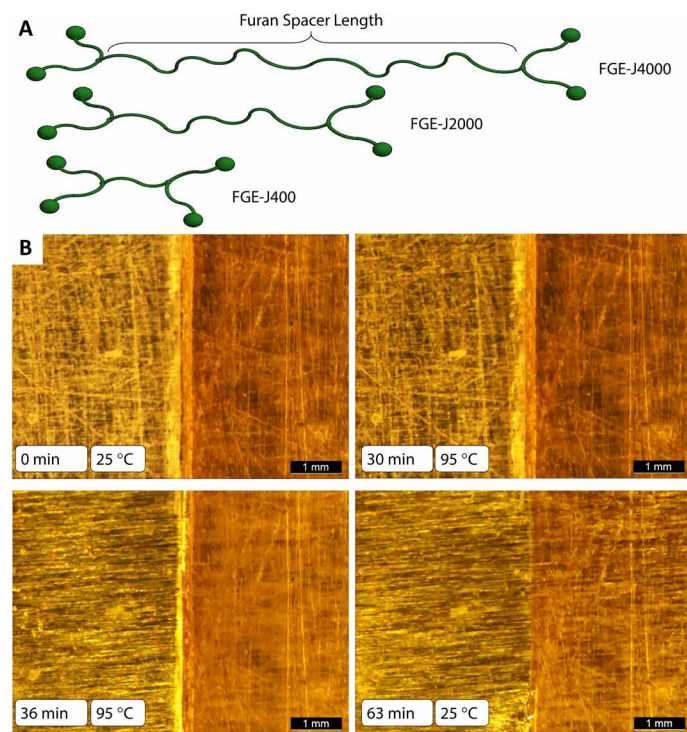 A
Furan Spacer Length
FGE-J4000
FGE-J2000
FGE-J400
B
0 min 25 °C 1 mm
30 min 95 °C 1 mm
36 min 95 °C 1 mm
63 min 25 °C 1 mm